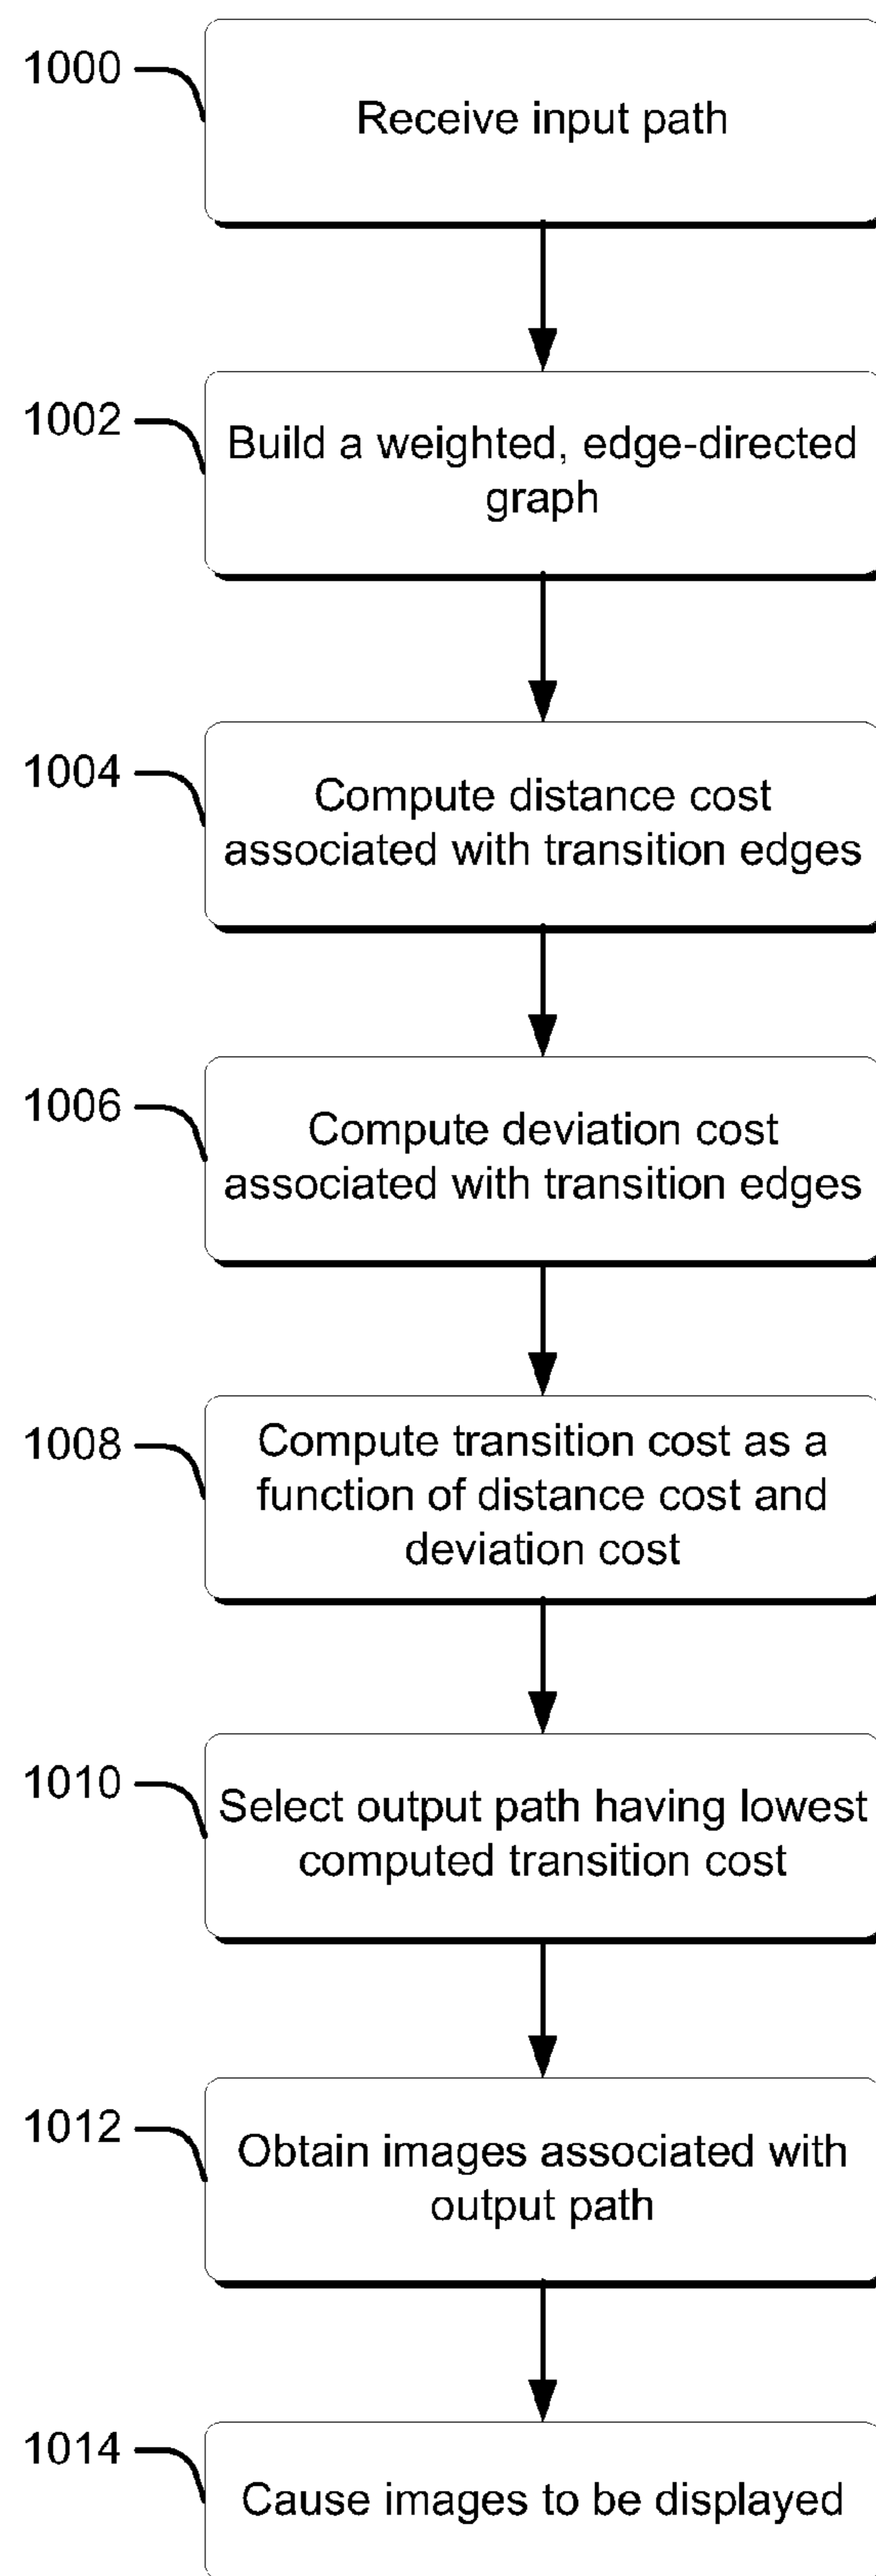 1000
Receive input path
1002
Build a weighted, edge-directed
graph
1004
Compute distance cost
associated with transition edges
1006
Compute deviation cost
associated with transition edges
1008
Compute transition cost as a
function of distance cost and
deviation cost
1010
Select output path having lowest
computed transition cost
1012
Obtain images associated with
output path
1014
Cause images to be displayed